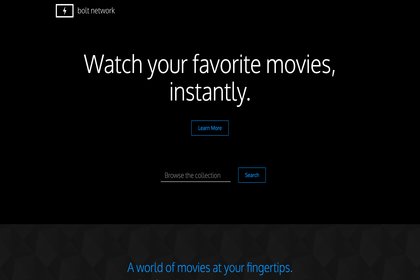 bolt network
Watch your favorite movies,
instantly.
Learn More
Browse the collection
Search
A world of movies at your fingertips.